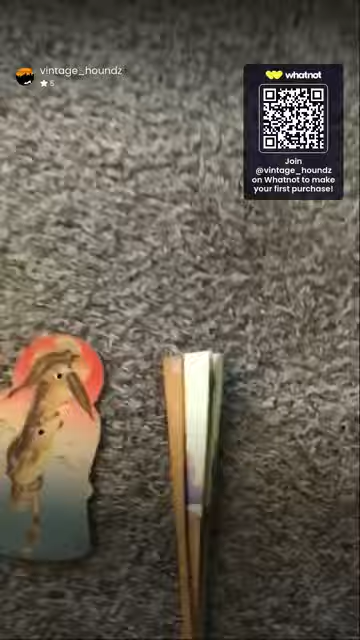 vintage_houndz
★5
whatnot
Join
@vintage_houndz
on Whatnot to make
your first purchase!